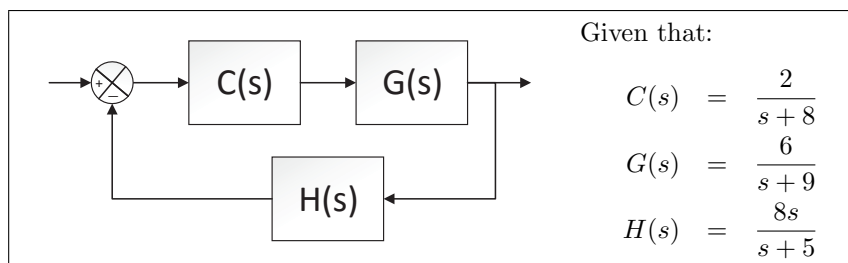 Given that:
C(s)
G(s)
H(s)
+
−
C(s) = 2 / (s + 8)
G(s) = 6 / (s + 9)
H(s) = 8s / (s + 5)